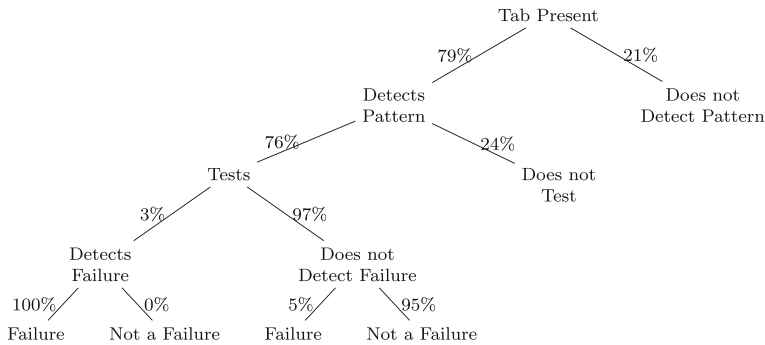 Tab Present
79%
21%
Detects
Pattern
Does not
Detect Pattern
76%
24%
Tests
Does not
Test
3%
97%
Detects
Failure
Does not
Detect Failure
100%
0%
5%
95%
Failure
Not a Failure
Failure
Not a Failure